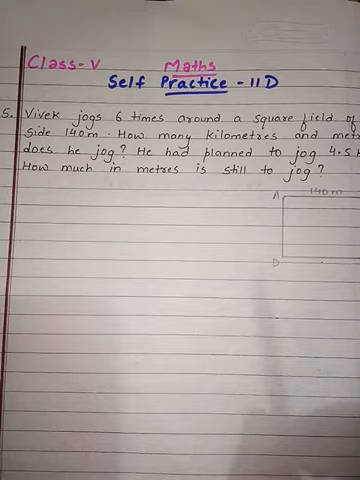 Class-V Maths
Self Practice - 11 D
5. Vivek jogs 6 times around a square field of
side 140m. How many kilometres and
does he jog? He had planned to jog 4.5
How much in metres is still to jog?
A 140m
D